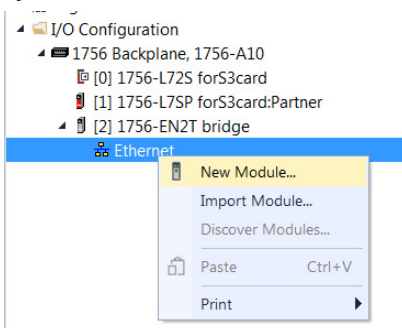 I/O Configuration
1756 Backplane, 1756-A10
[0] 1756-L72S forS3card
[1] 1756-L7SP forS3card:Partner
[2] 1756-EN2T bridge
Ethernet
New Module...
Import Module...
Discover Modules...
Paste Ctrl+V
Print